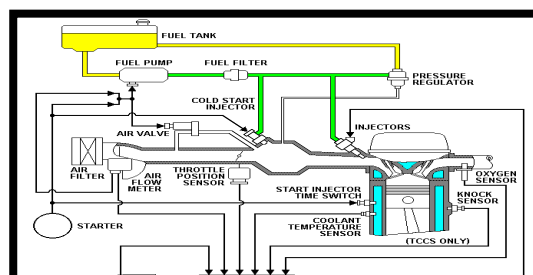 FUEL TANK
FUEL PUMP
FUEL FILTER
PRESSURE
REGULATOR
COLD START
INJECTOR
AIR VALVE
INJECTORS
AIR
FILTER
AIR
FLOW
METER
THROTTLE
POSITION
SENSOR
OXYGEN
SENSOR
START INJECTOR
TIME SWITCH
KNOCK
SENSOR
STARTER
COOLANT
TEMPERATURE
SENSOR
(TCCS ONLY)